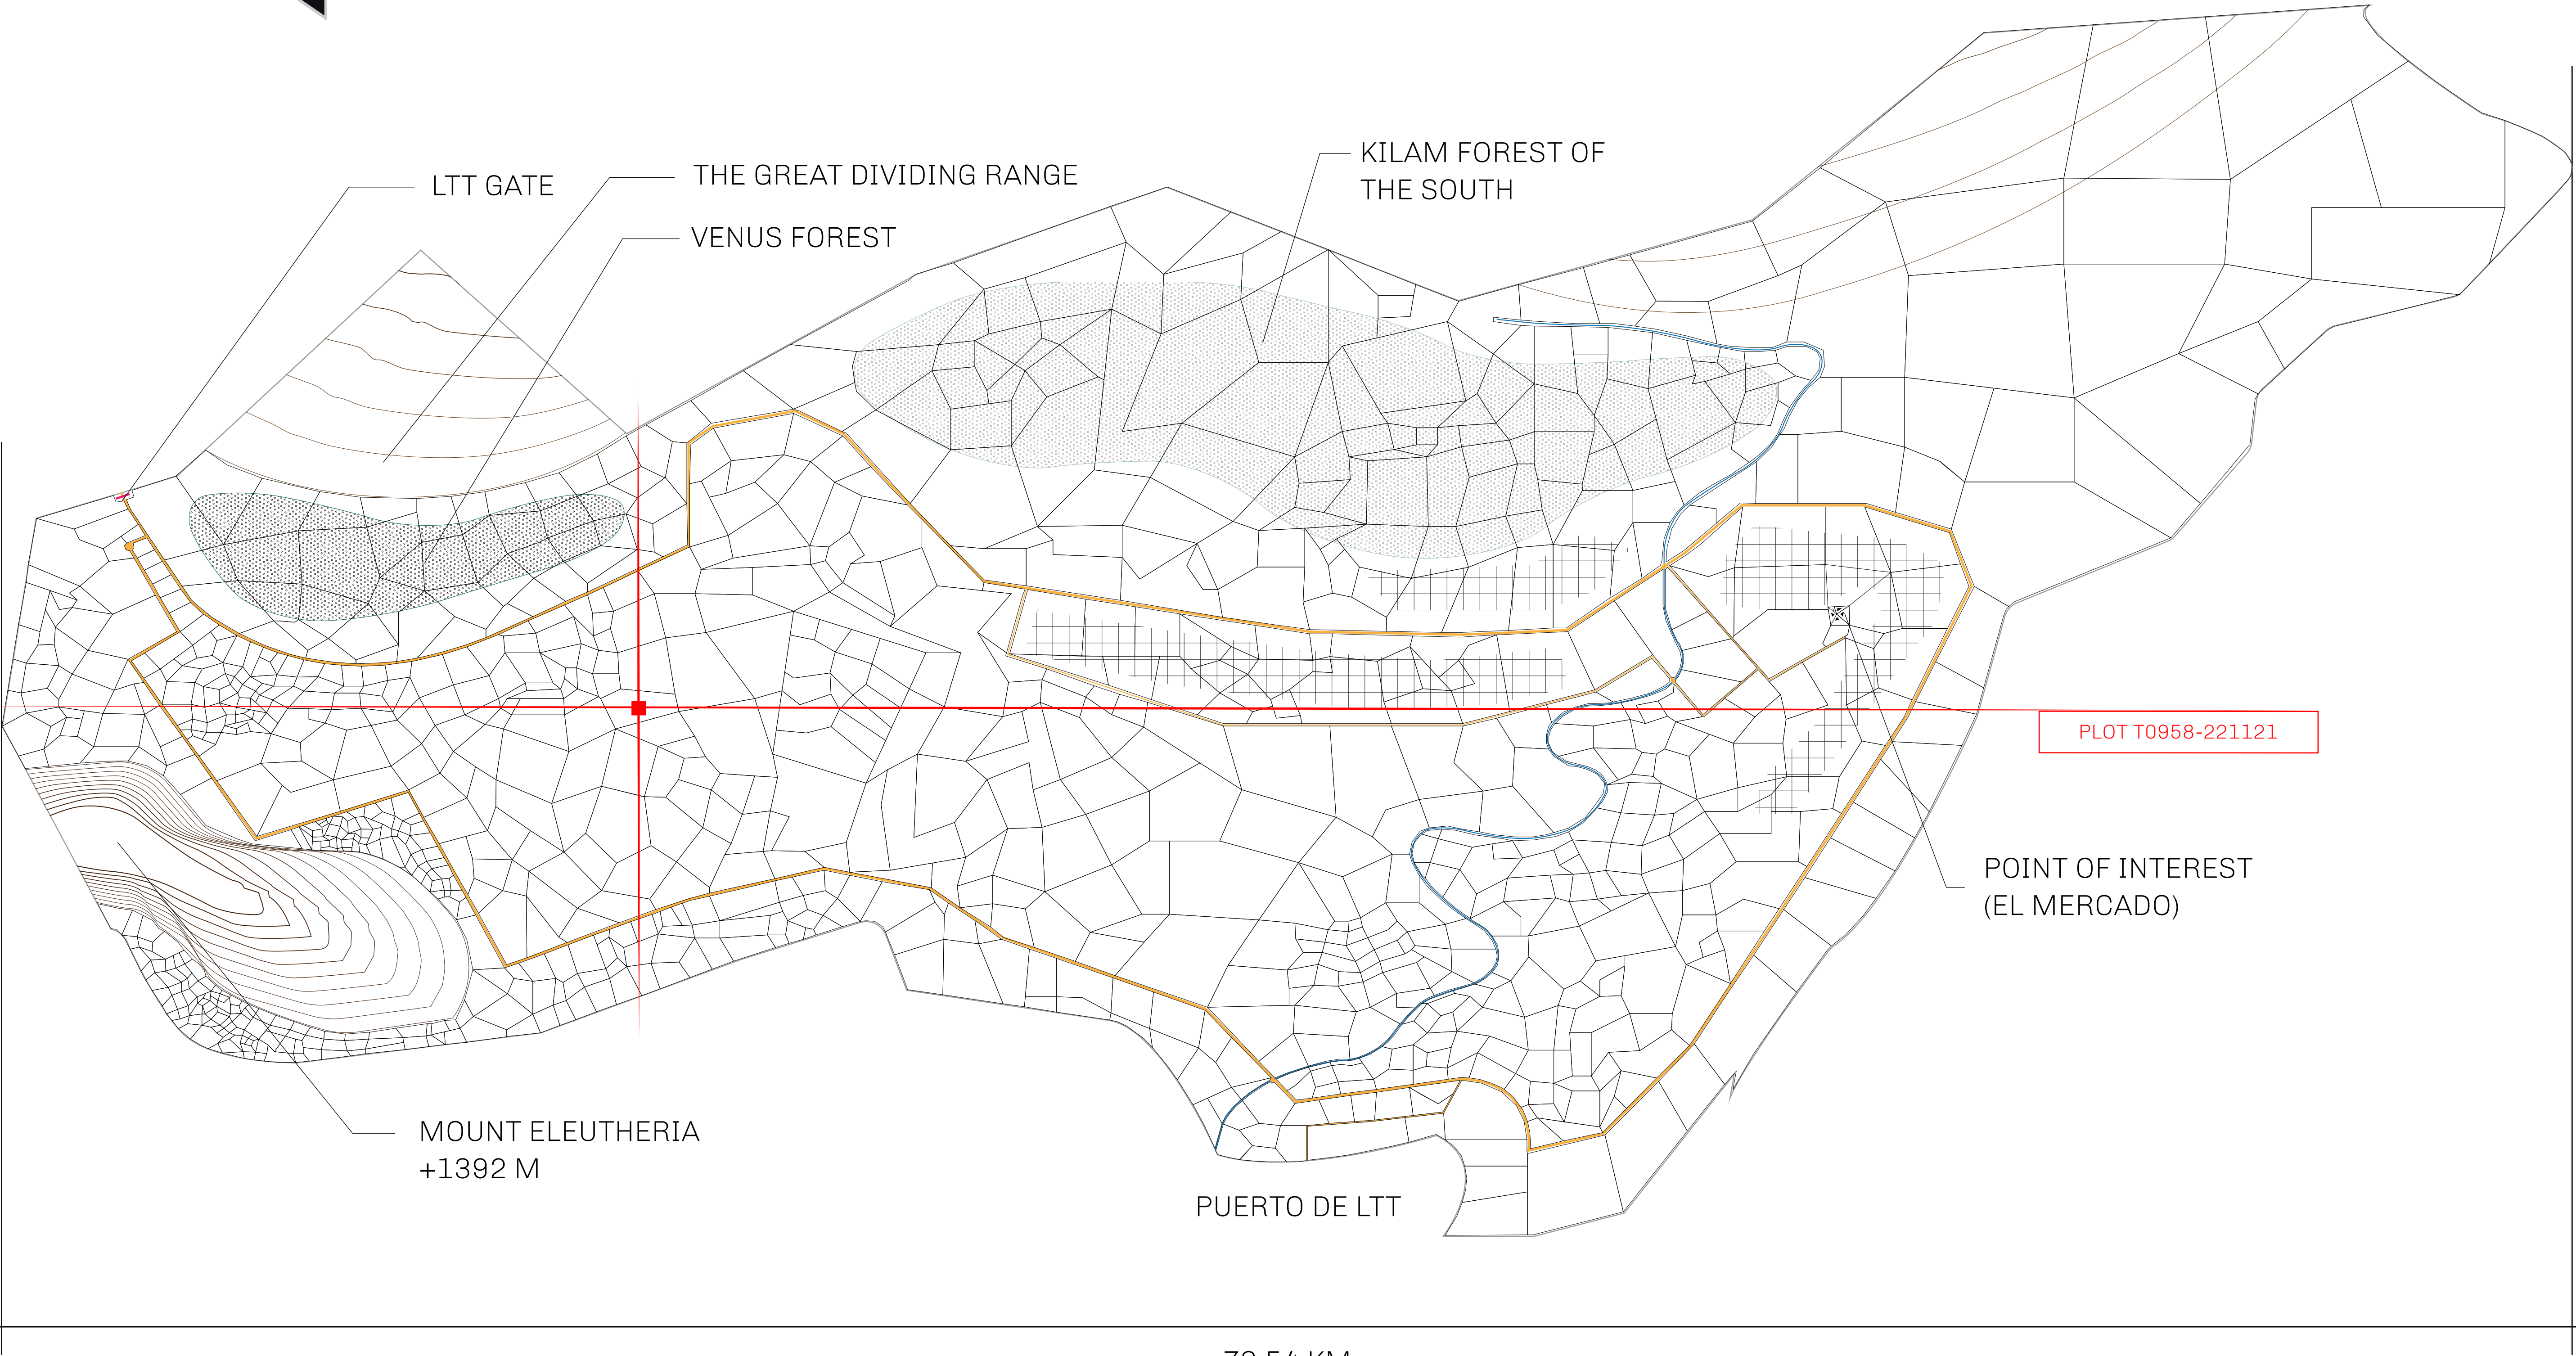 KILAM FOREST OF
THE SOUTH
LTT GATE
THE GREAT DIVIDING RANGE
VENUS FOREST
PLOT T0958-221121
POINT OF INTEREST
(EL MERCADO)
MOUNT ELEUTHERIA
+1392 M
PUERTO DE LTT
KM